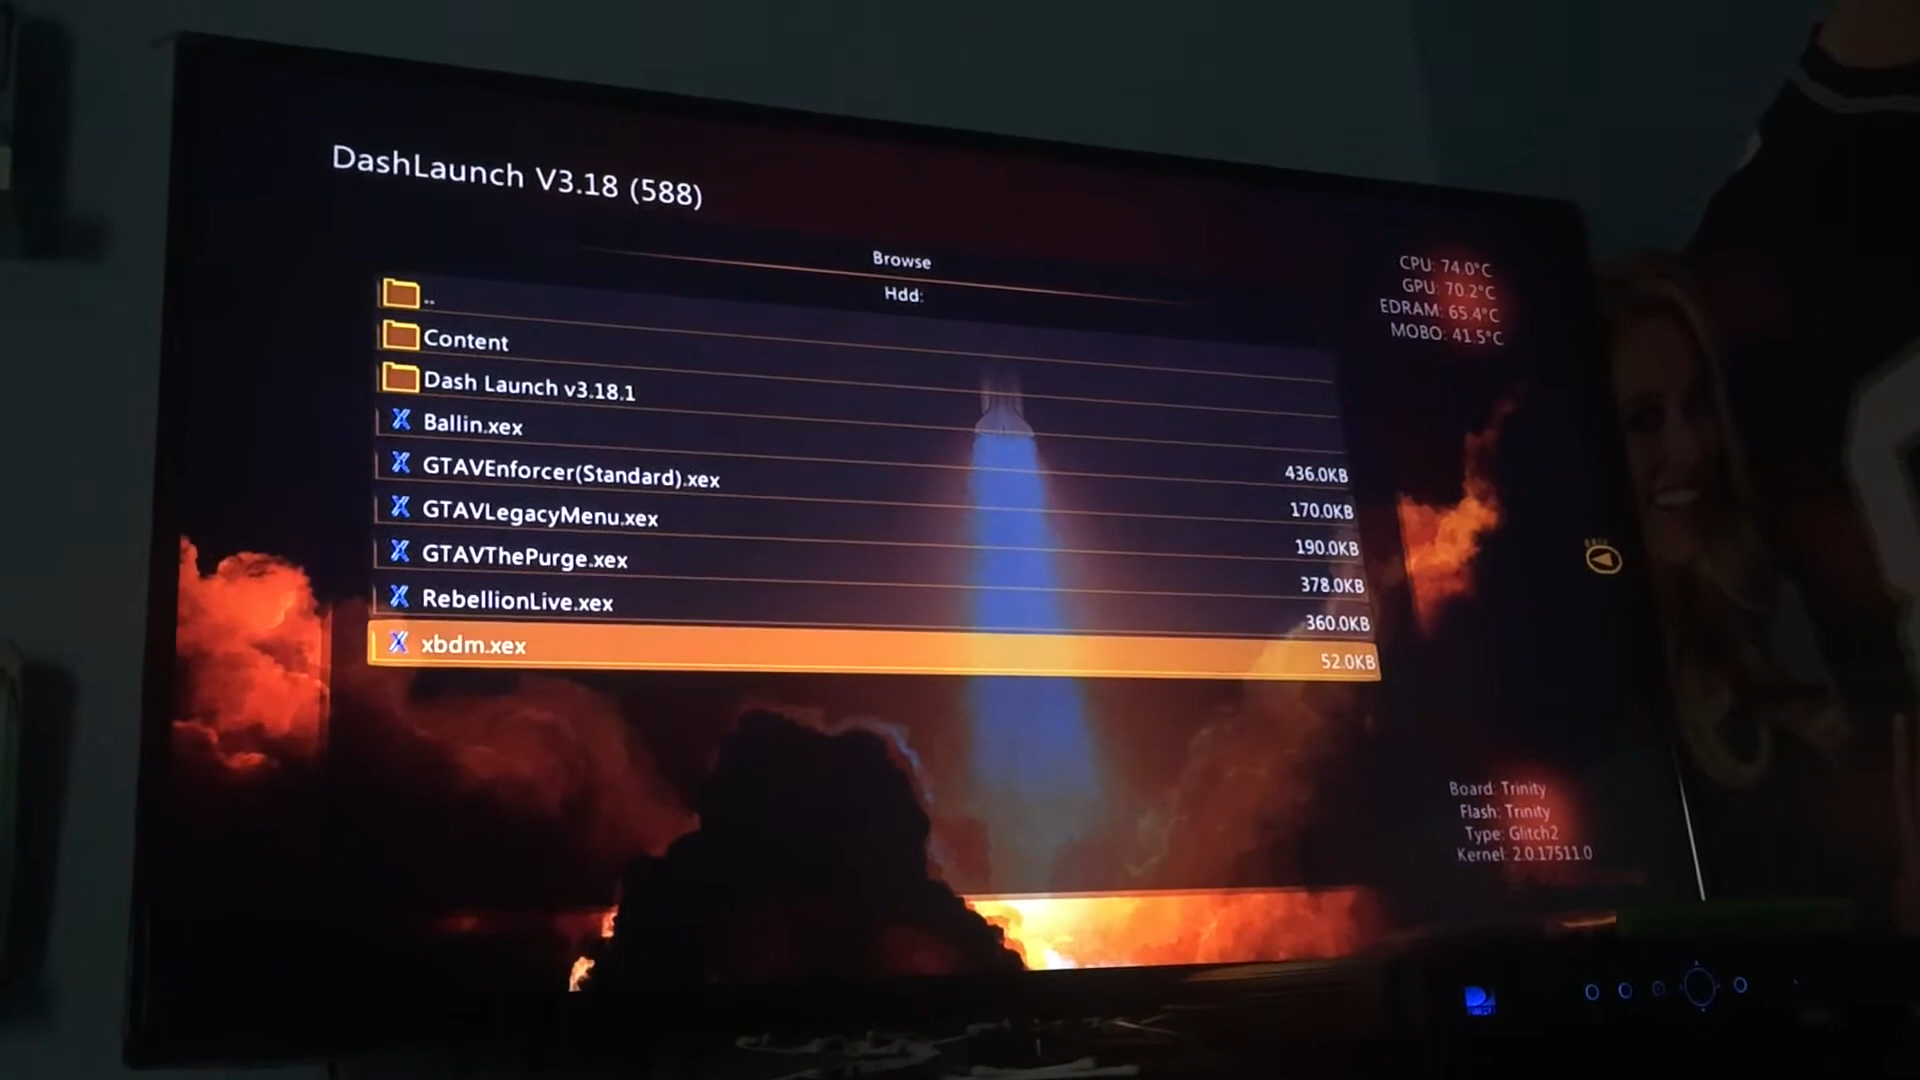 DashLaunch V3.18 (588)
Browse
Hdd:
CPU: 74.0°C
GPU: 70.2°C
EDRAM: 65.4°C
MOBO: 41.5°C
..
Content
Dash Launch v3.18.1
Ballin.xex 436.0KB
GTAVEnforcer(Standard).xex 170.0KB
GTAVLegacyMenu.xex 190.0KB
GTAVThePurge.xex 378.0KB
RebellionLive.xex 360.0KB
xbdm.xex 52.0KB
Board: Trinity
Flash: Trinity
Type: Glitch2
Kernel: 2.0.17511.0